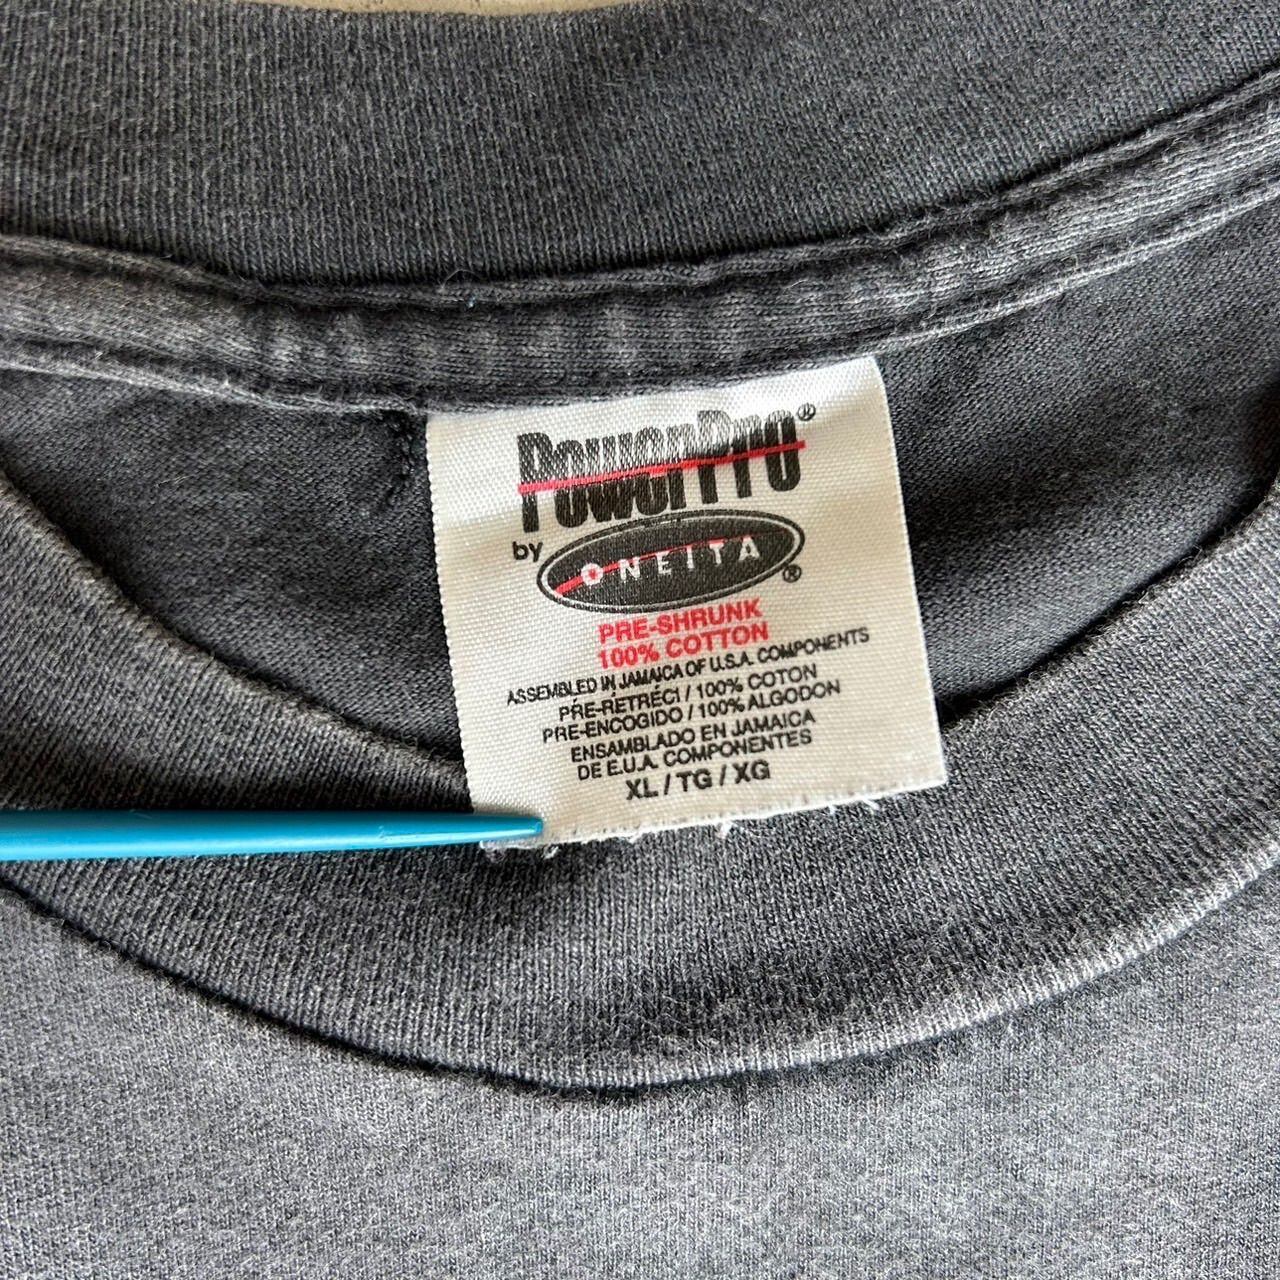 PowerPro®
by ONEITA®
PRE-SHRUNK
100% COTTON
ASSEMBLED IN JAMAICA OF U.S.A. COMPONENTS
PRÉ-RETRÉCI / 100% COTON
PRE-ENCOGIDO / 100% ALGODON
ENSAMBLADO EN JAMAICA
DE E.U.A. COMPONENTES
XL / TG / XG